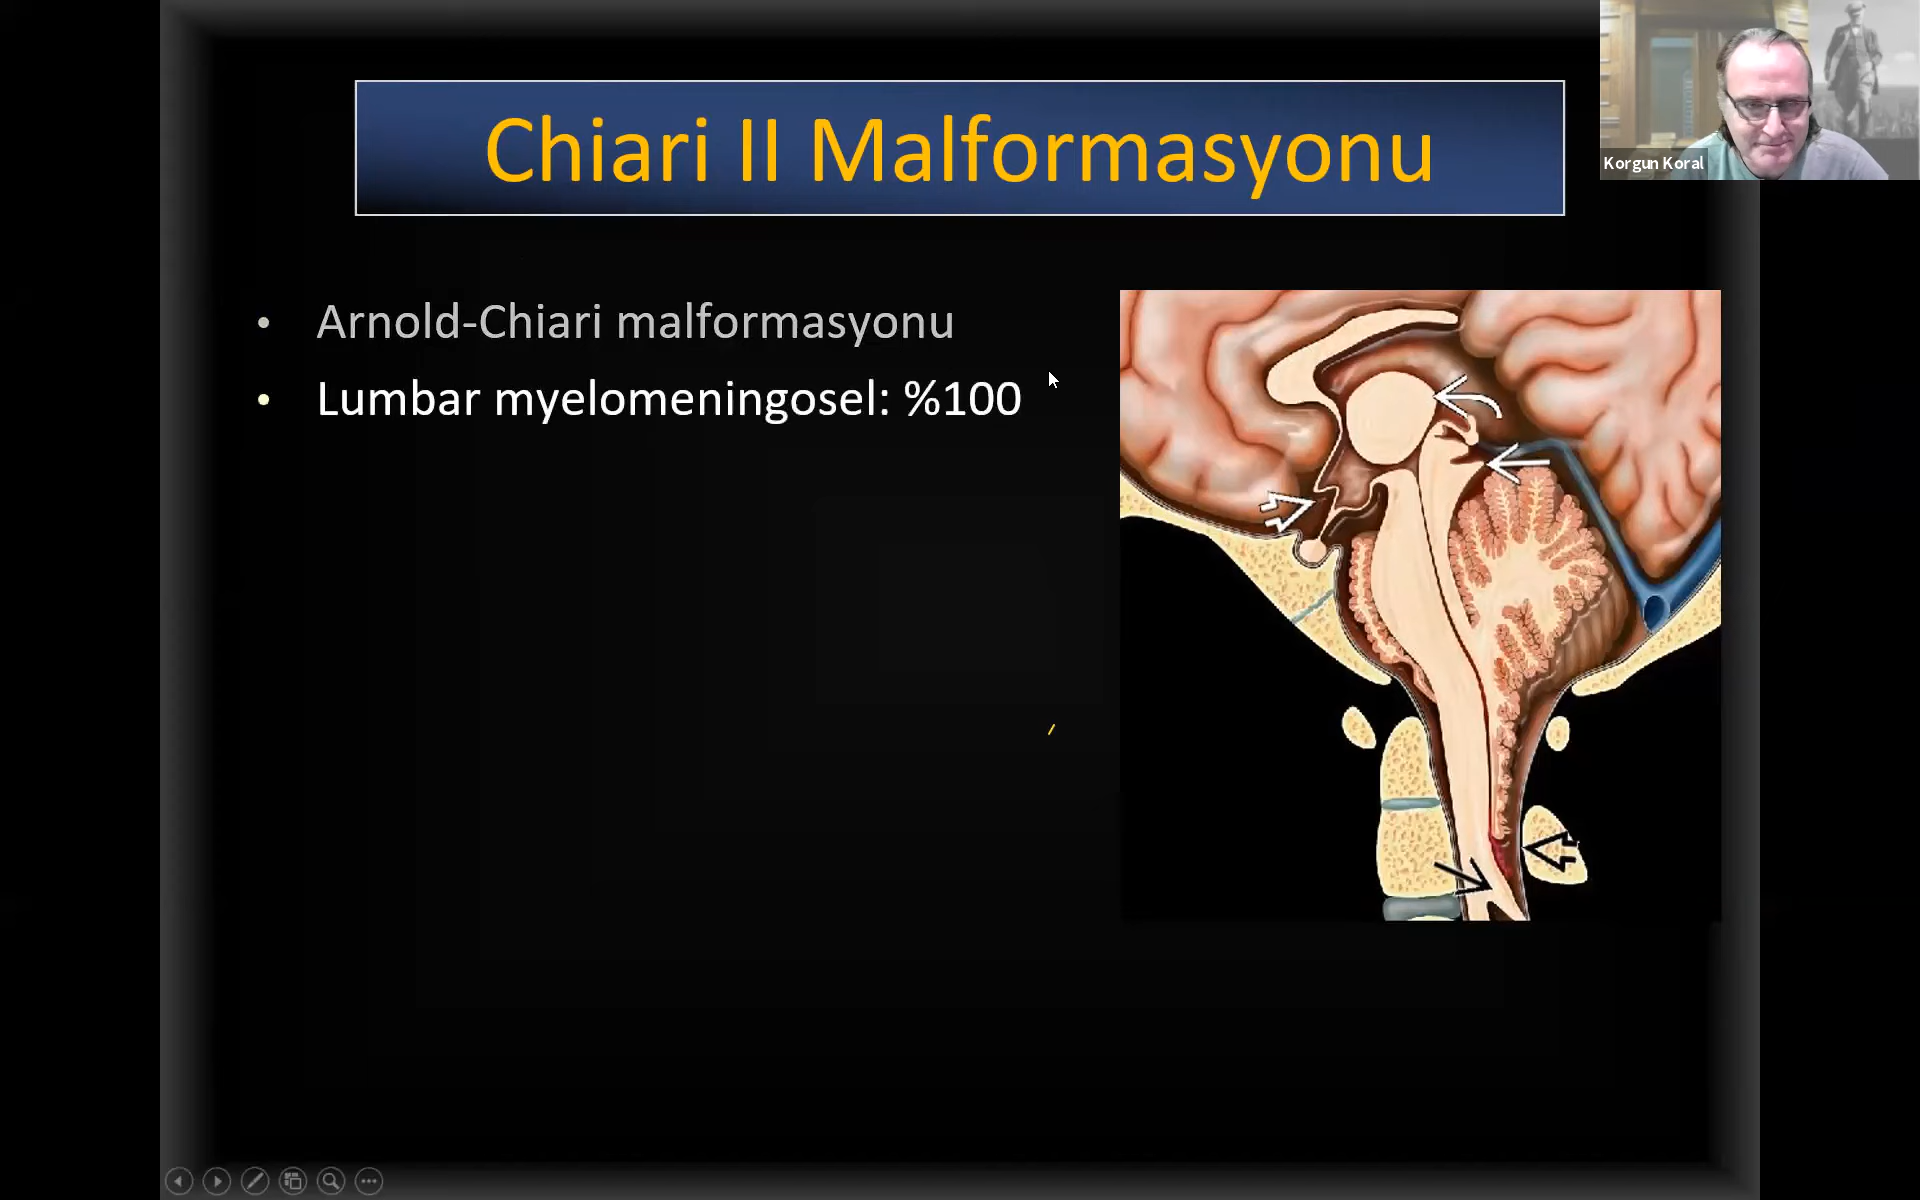 Chiari II Malformasyonu
Korgun Koral
• Arnold-Chiari malformasyonu
• Lumbar myelomeningosel: %100